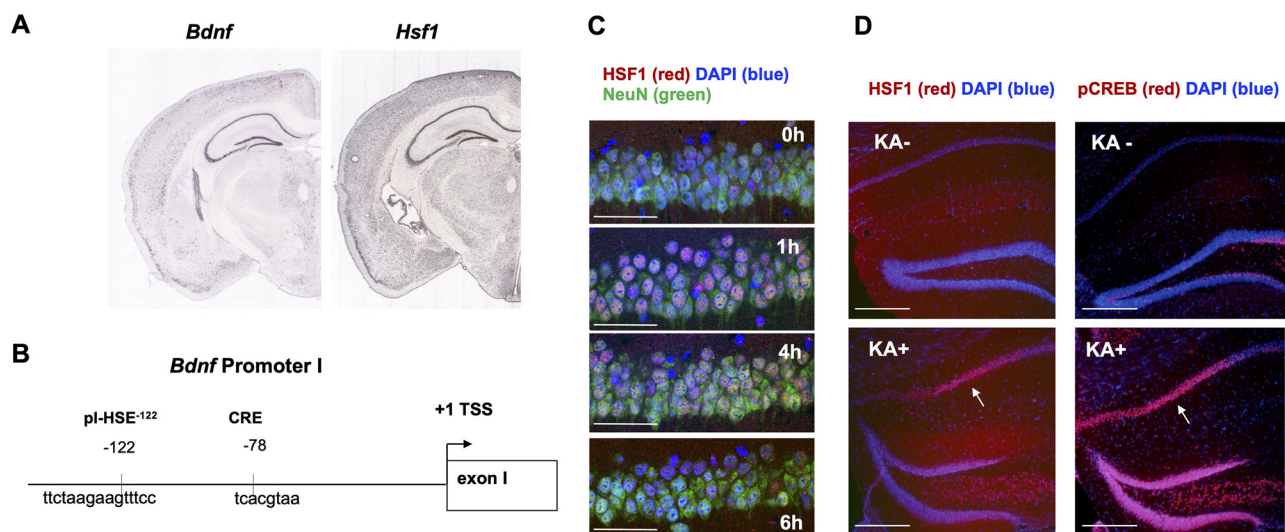 A
Bdnf
Hsf1
B
Bdnf Promoter I
pI-HSE-122
-122
CRE
-78
+1 TSS
exon I
ttctaagaagtttcc
tcacgtaa
C
HSF1 (red) DAPI (blue)
NeuN (green)
0h
1h
4h
6h
D
HSF1 (red) DAPI (blue)
pCREB (red) DAPI (blue)
KA-
KA -
KA+
KA+